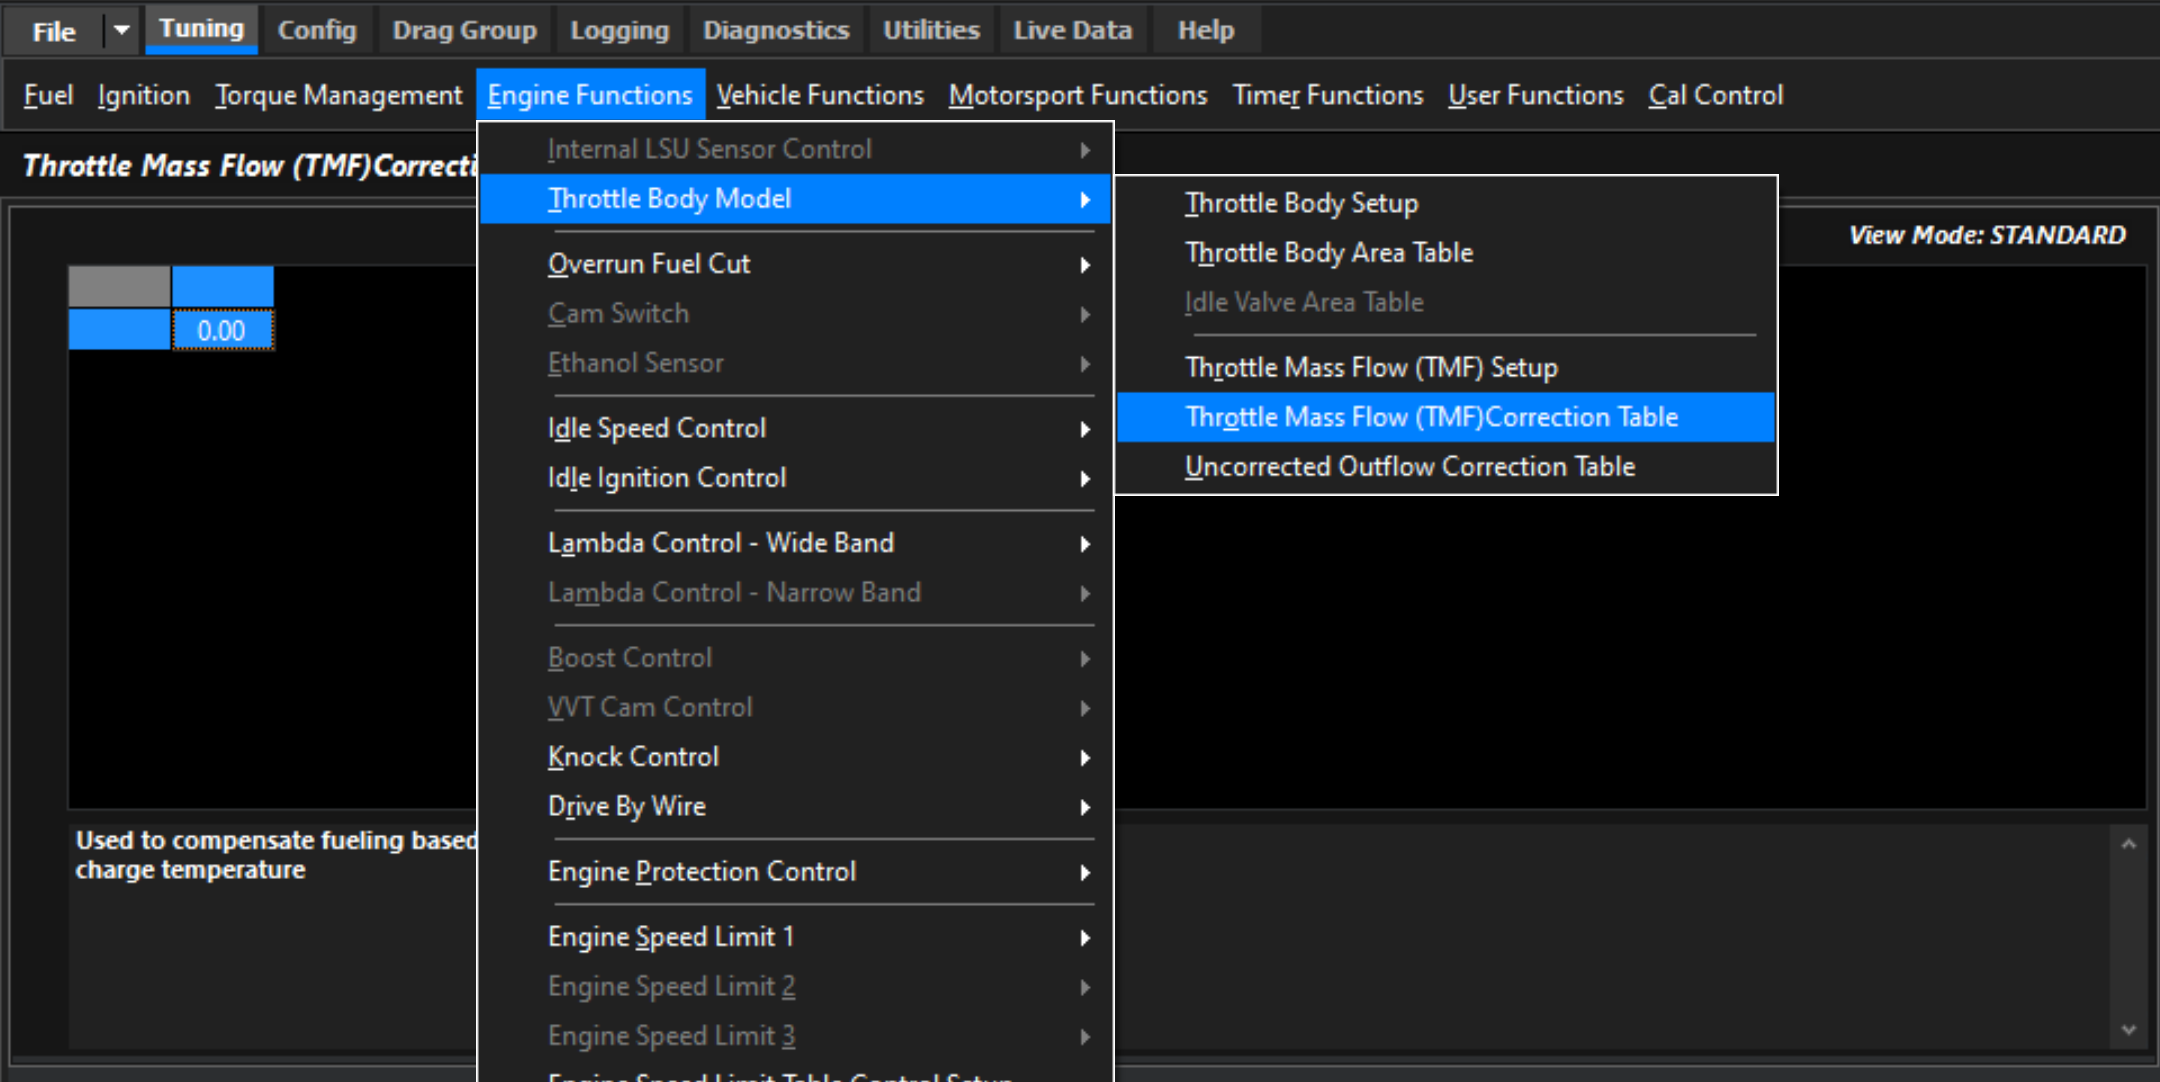 File
Tuning
Config
Drag Group
Logging
Diagnostics
Utilities
Live Data
Help
Fuel
Ignition
Torque Management
Engine Functions
Vehicle Functions
Motorsport Functions
Timer Functions
User Functions
Cal Control
Throttle Mass Flow (TMF)Correcti
View Mode: STANDARD
0.00
Internal LSU Sensor Control
Throttle Body Model
Overrun Fuel Cut
Cam Switch
Ethanol Sensor
Idle Speed Control
Idle Ignition Control
Lambda Control - Wide Band
Lambda Control - Narrow Band
Boost Control
VVT Cam Control
Knock Control
Drive By Wire
Engine Protection Control
Engine Speed Limit 1
Engine Speed Limit 2
Engine Speed Limit 3
Engine Speed Limit Table Control Setup
Throttle Body Setup
Throttle Body Area Table
Idle Valve Area Table
Throttle Mass Flow (TMF) Setup
Throttle Mass Flow (TMF)Correction Table
Uncorrected Outflow Correction Table
Used to compensate fueling based
charge temperature